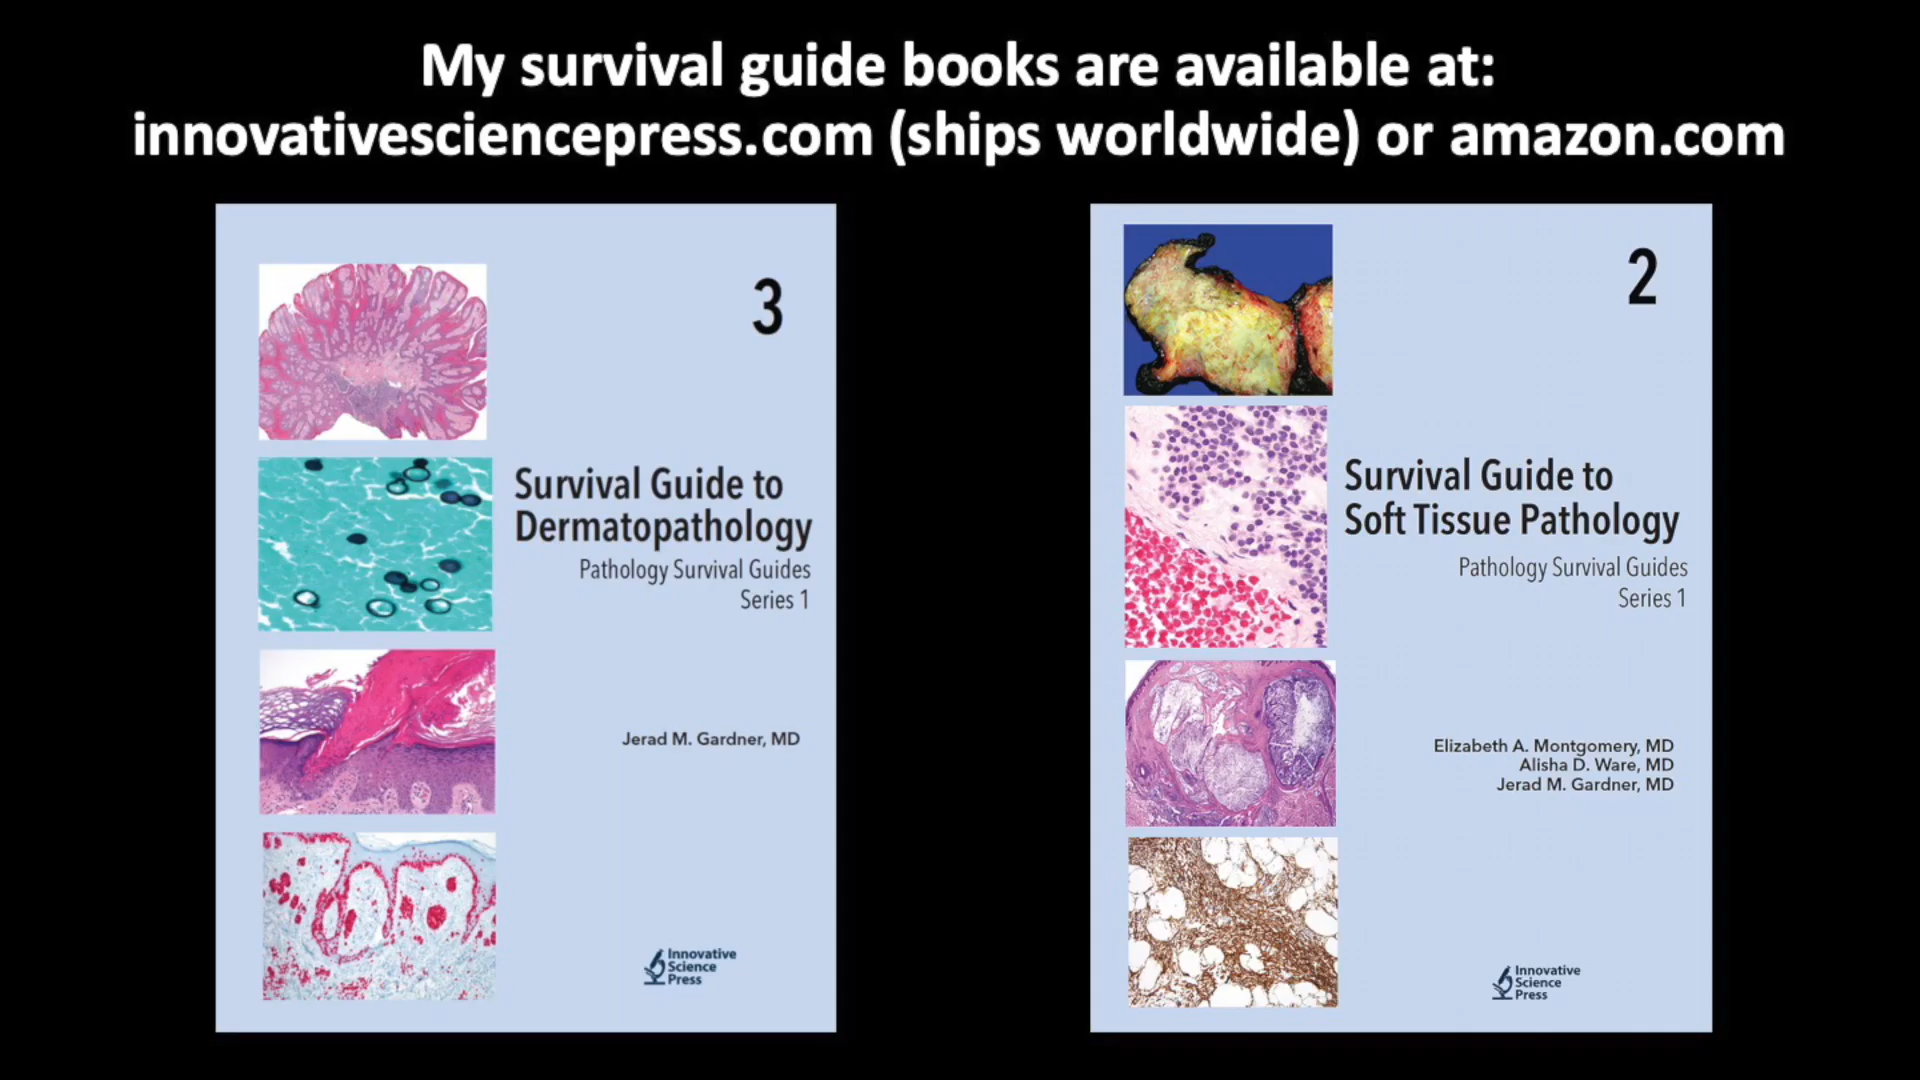 My survival guide books are available at:
innovativesciencepress.com (ships worldwide) or amazon.com
3
Survival Guide to
Dermatopathology
Pathology Survival Guides
Series 1
Jerad M. Gardner, MD
Innovative
Science
Press
2
Survival Guide to
Soft Tissue Pathology
Pathology Survival Guides
Series 1
Elizabeth A. Montgomery, MD
Alisha D. Ware, MD
Jerad M. Gardner, MD
Innovative
Science
Press